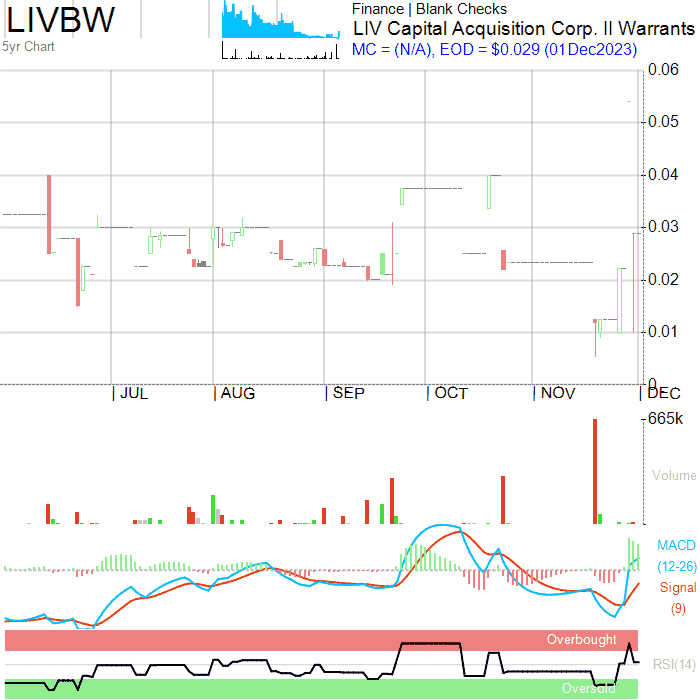 LIVBW
5yr Chart
Finance | Blank Checks
LIV Capital Acquisition Corp. II Warrants
MC = (N/A), EOD = $0.029 (01Dec2023)
0.06
0.05
0.04
0.03
0.02
0.01
0
JUL AUG SEP OCT NOV DEC
665k
Volume
MACD
(12-26)
Signal
(9)
Overbought
RSI(14)
Oversold